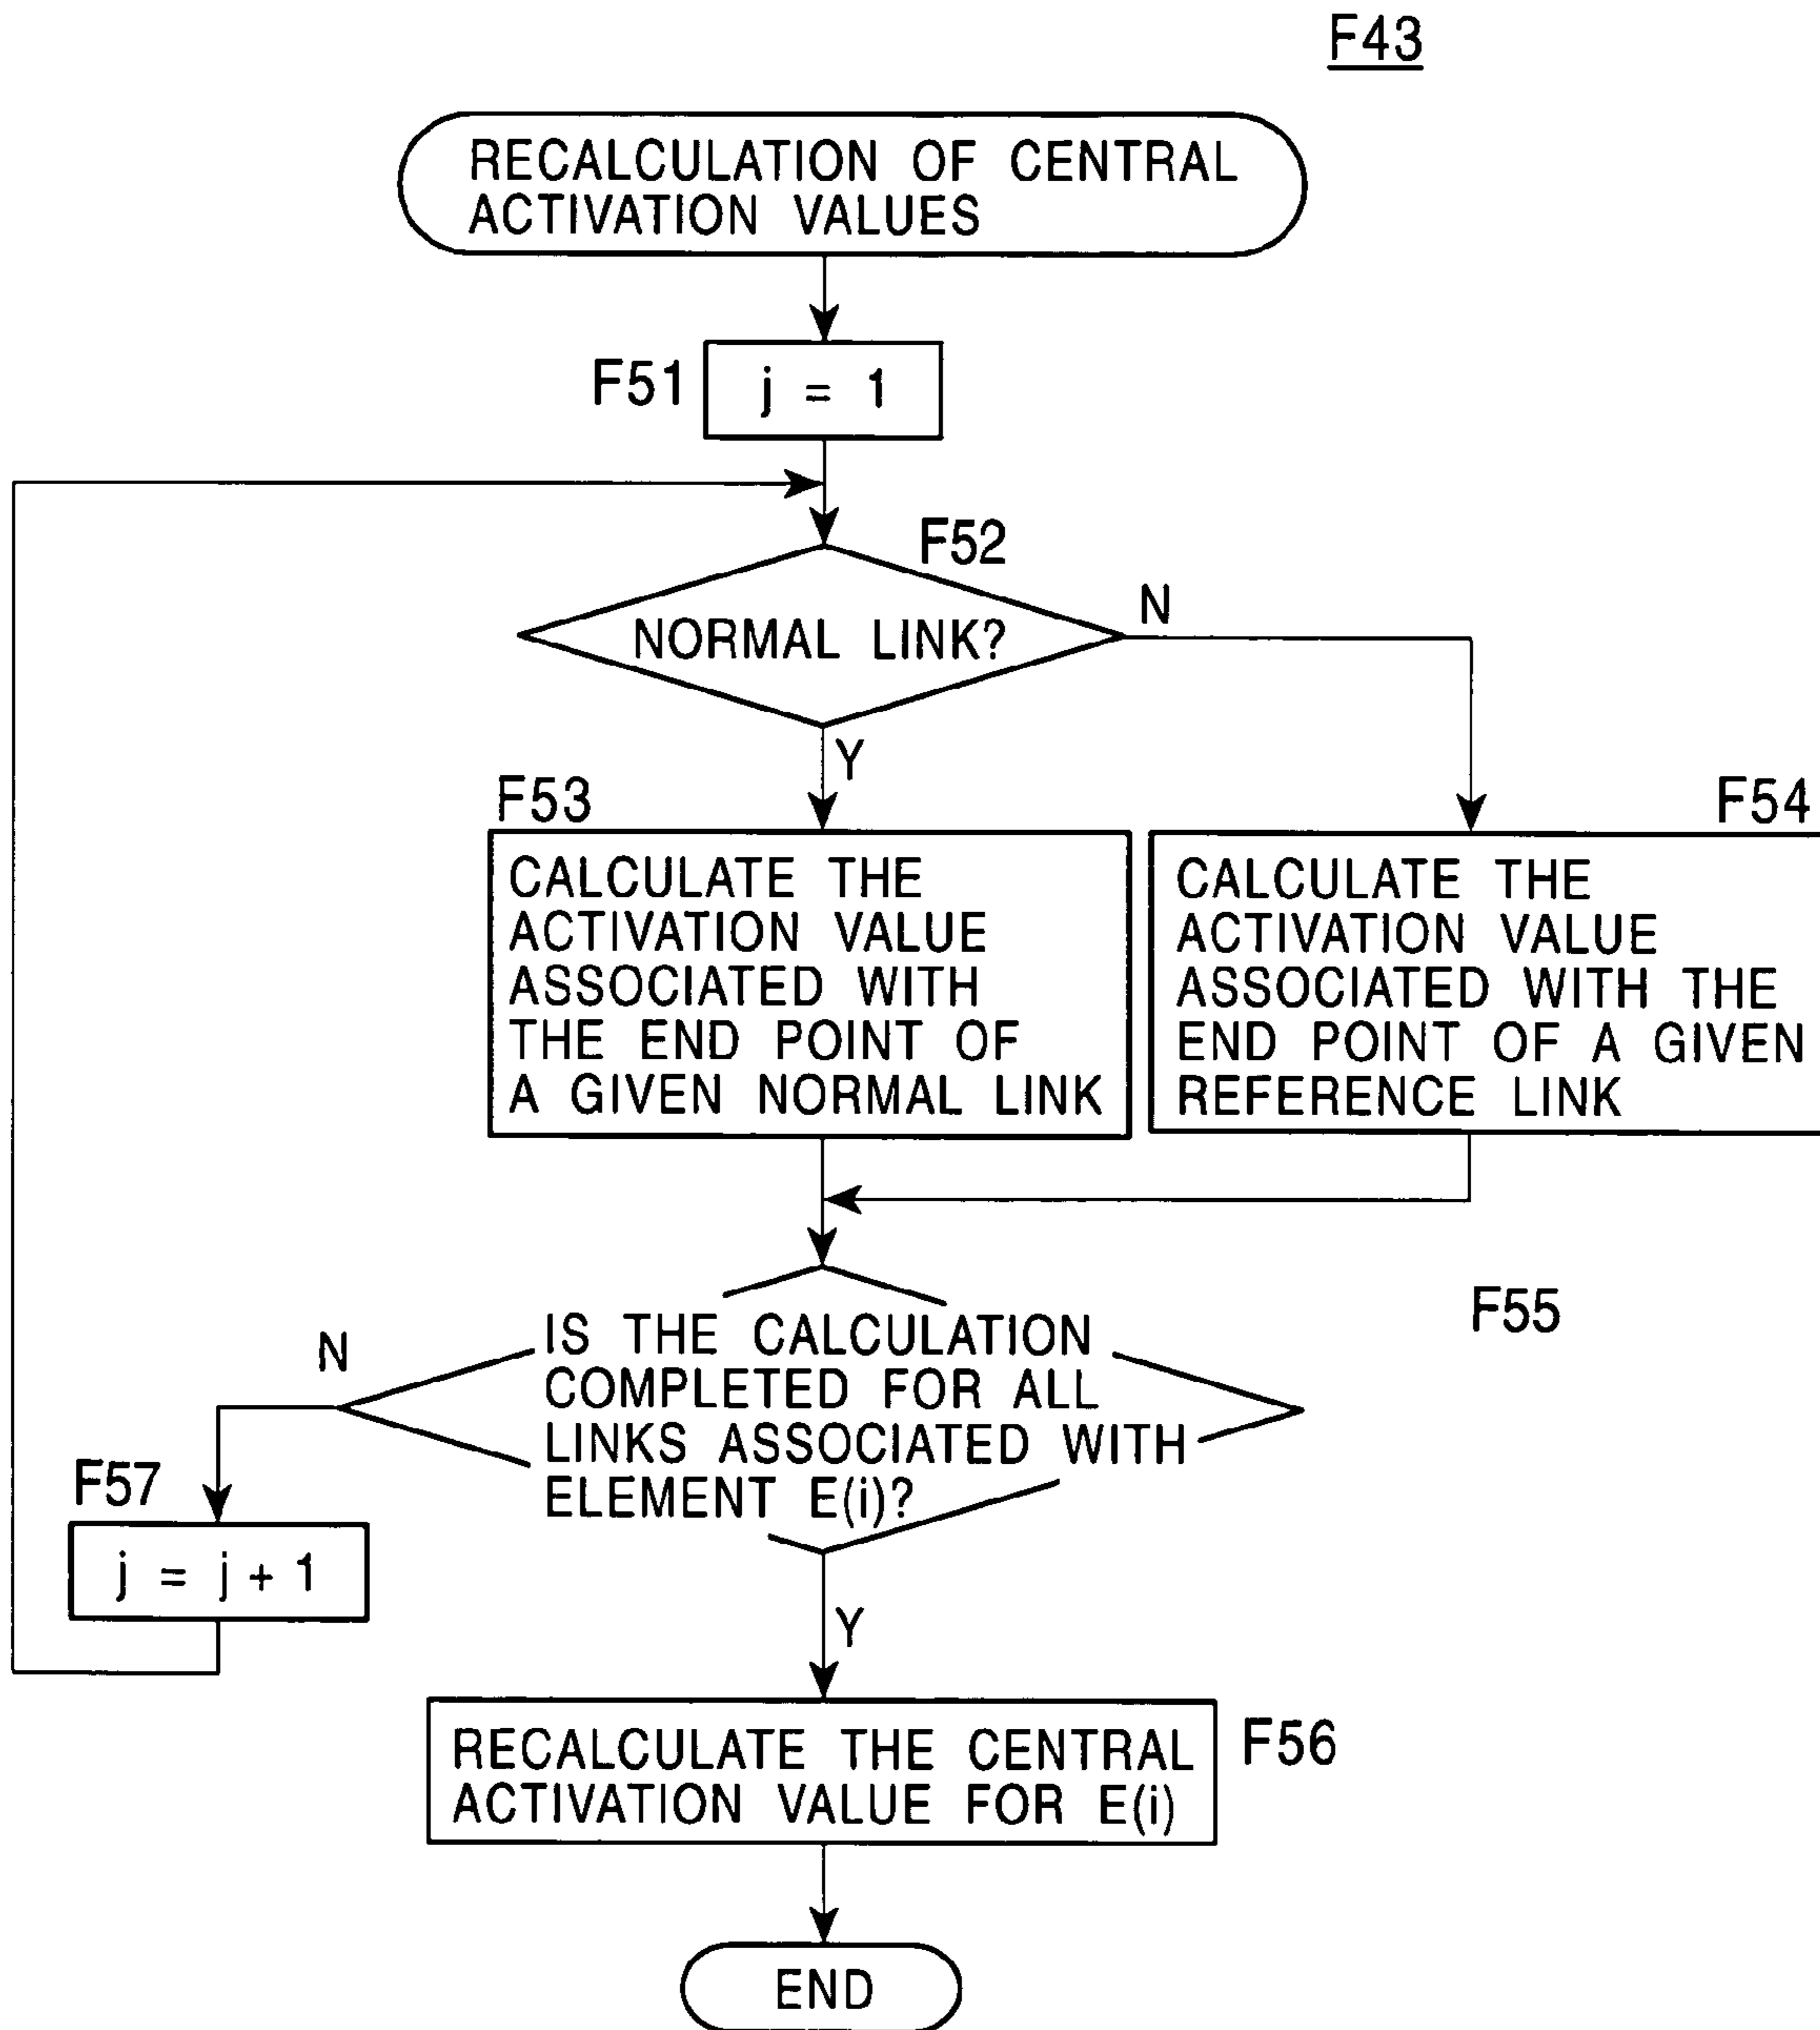 F43
RECALCULATION OF CENTRAL
ACTIVATION VALUES
F51
j = 1
F52
NORMAL LINK?
N
Y
F53
CALCULATE THE
ACTIVATION VALUE
ASSOCIATED WITH
THE END POINT OF
A GIVEN NORMAL LINK
F54
CALCULATE THE
ACTIVATION VALUE
ASSOCIATED WITH THE
END POINT OF A GIVEN
REFERENCE LINK
F55
IS THE CALCULATION
COMPLETED FOR ALL
LINKS ASSOCIATED WITH
ELEMENT E(i)?
N
F57
j = j + 1
Y
RECALCULATE THE CENTRAL
ACTIVATION VALUE FOR E(i)
F56
END